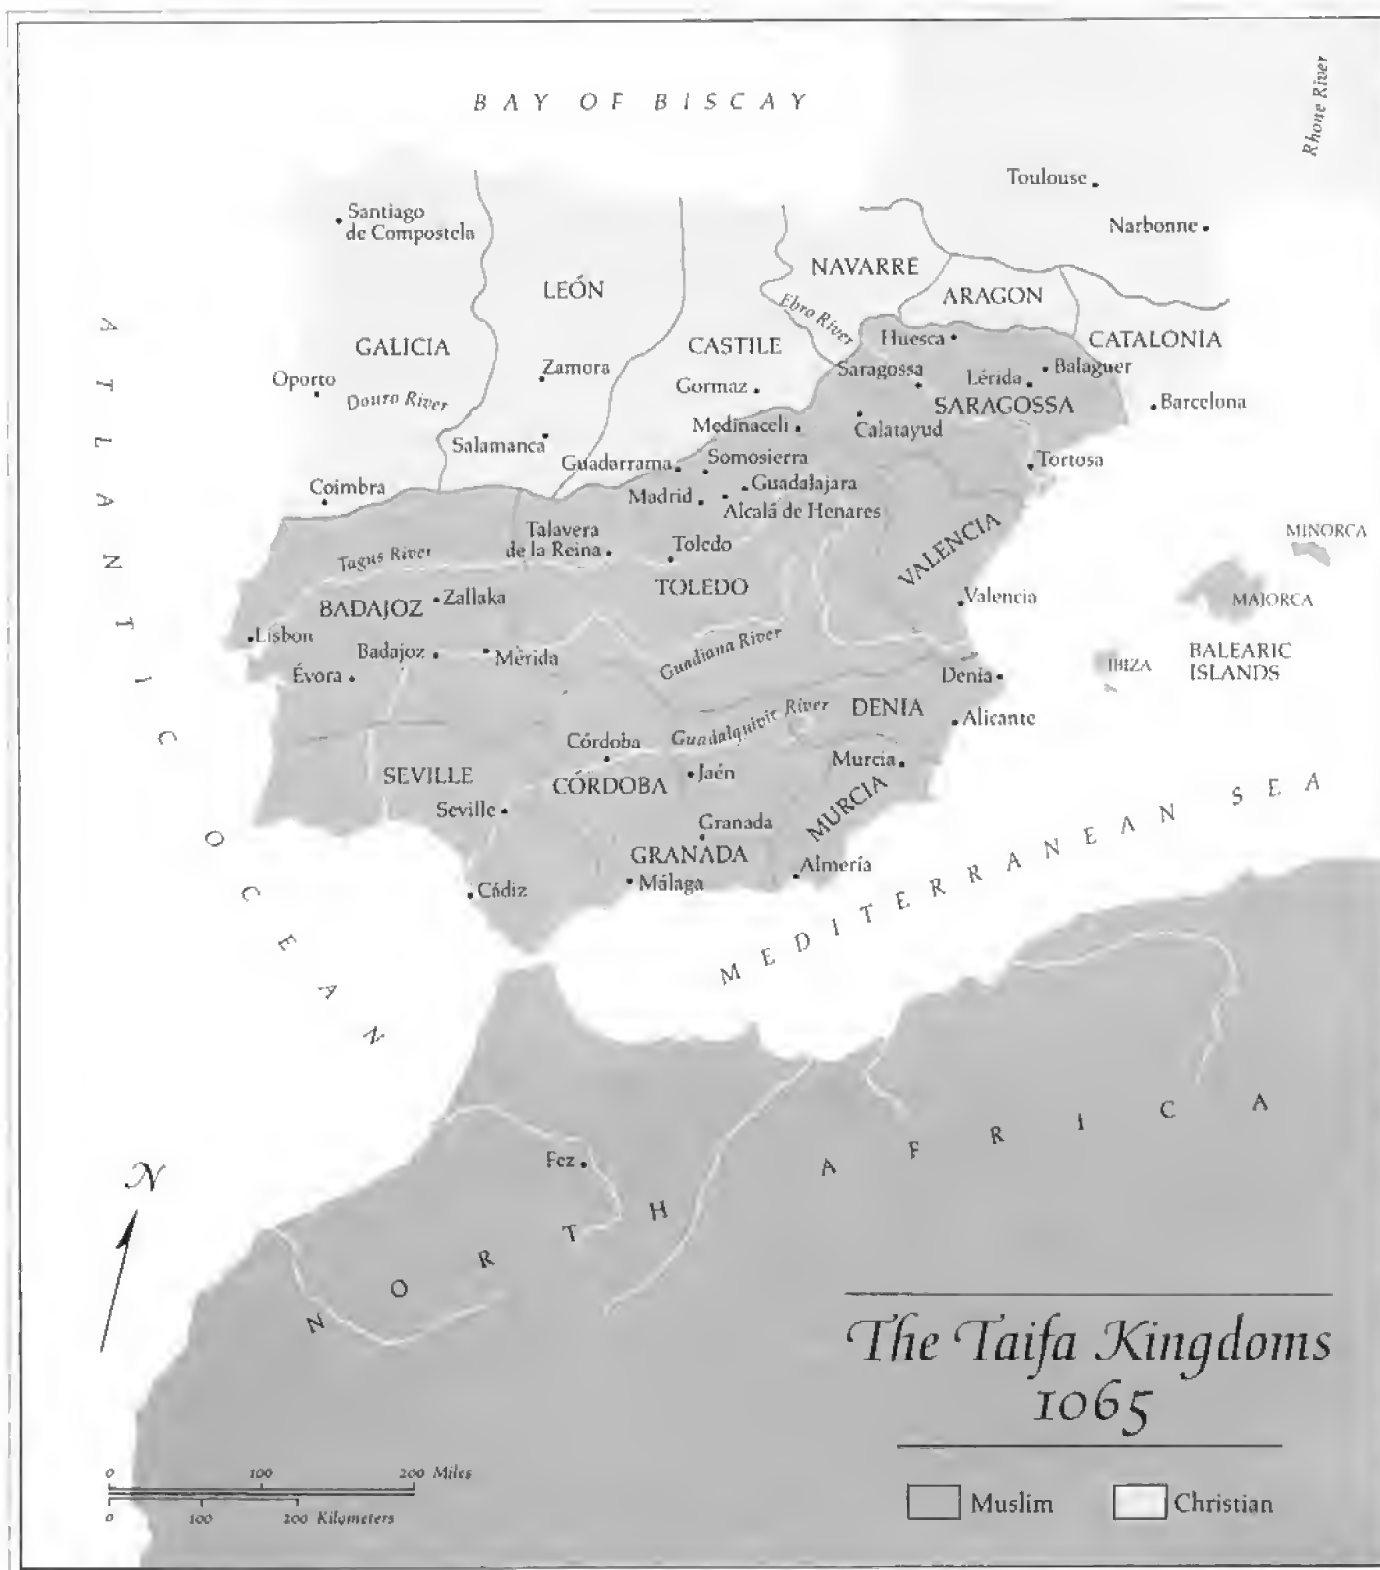 BAY OF BISCAY
Rhone River
Toulouse
Narbonne
Santiago
de Compostela
NAVARRE
LEÓN
ARAGON
Ebro River
GALICIA
CASTILE
Huesca
CATALONIA
Oporto
Zamora
Saragossa
Balaguer
Lérida
Douro River
Gormaz
SARAGOSSA
Barcelona
Medinaceli
Calatayud
Salamanca
Guadarrama
Somosierra
Tortosa
Coimbra
Madrid
Guadalajara
Alcalá de Henares
Talavera
de la Reina
Tagus River
Toledo
VALENCIA
MINORCA
TOLEDO
BADAJOZ
Zallaka
Valencia
MAJORCA
Lisbon
Badajoz
Mérida
Guadiana River
BALEARIC
ISLANDS
IBIZA
Évora
Denia
DENIA
Guadalquivir River
Alicante
Córdoba
Murcia
SEVILLE
CÓRDOBA
Jaén
MURCIA
Seville
Granada
GRANADA
Almería
Cádiz
Málaga
ATLANTIC OCEAN
MEDITERRANEAN SEA
Fez
NORTH AFRICA
N
The Taifa Kingdoms
1065
Muslim
Christian
0 100 200 Miles
0 100 200 Kilometers